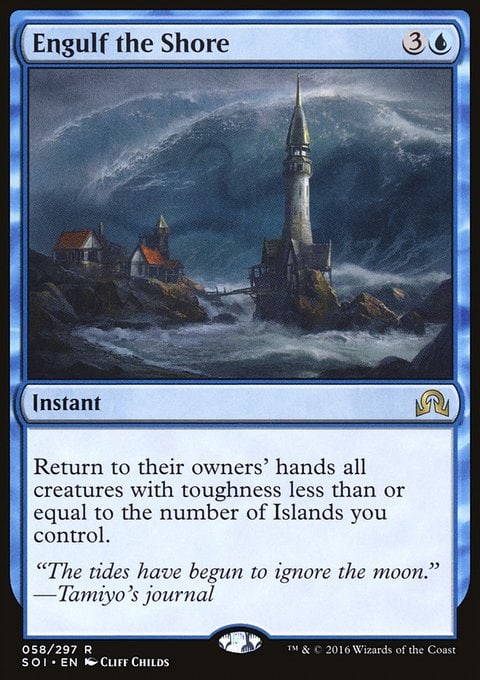 Engulf the Shore 3
Instant
Return to their owners' hands all
creatures with toughness less than or
equal to the number of Islands you
control.
"The tides have begun to ignore the moon."
—Tamiyo's journal
058/297 R
SOI • EN Cliff Childs
™ & © 2016 Wizards of the Coast